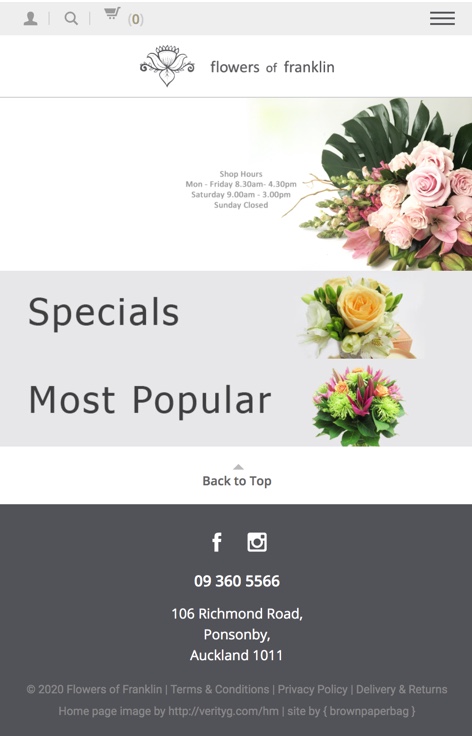 (0)
flowers of franklin
Shop Hours
Mon - Friday 8.30am- 4.30pm
Saturday 9.00am - 3.00pm
Sunday Closed
Specials
Most Popular
Back to Top
09 360 5566
106 Richmond Road,
Ponsonby,
Auckland 1011
© 2020 Flowers of Franklin | Terms & Conditions | Privacy Policy | Delivery & Returns
Home page image by http://verityg.com/hm | site by { brownpaperbag }